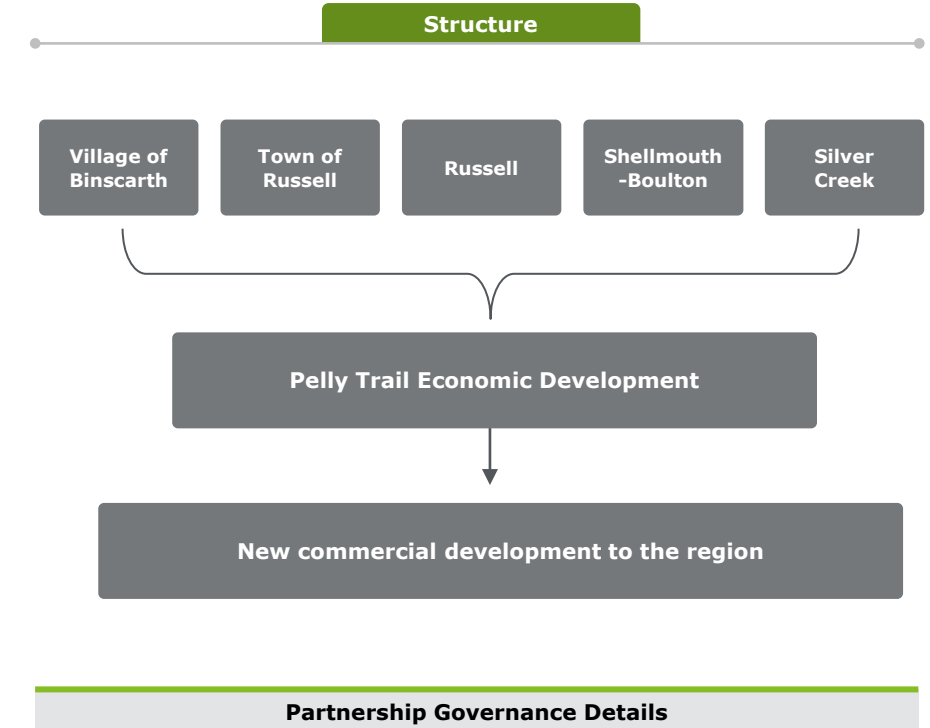 Structure
Village of
Binscarth
Town of
Russell
Russell
Shellmouth
-Boulton
Silver
Creek
Pelly Trail Economic Development
New commercial development to the region
Partnership Governance Details